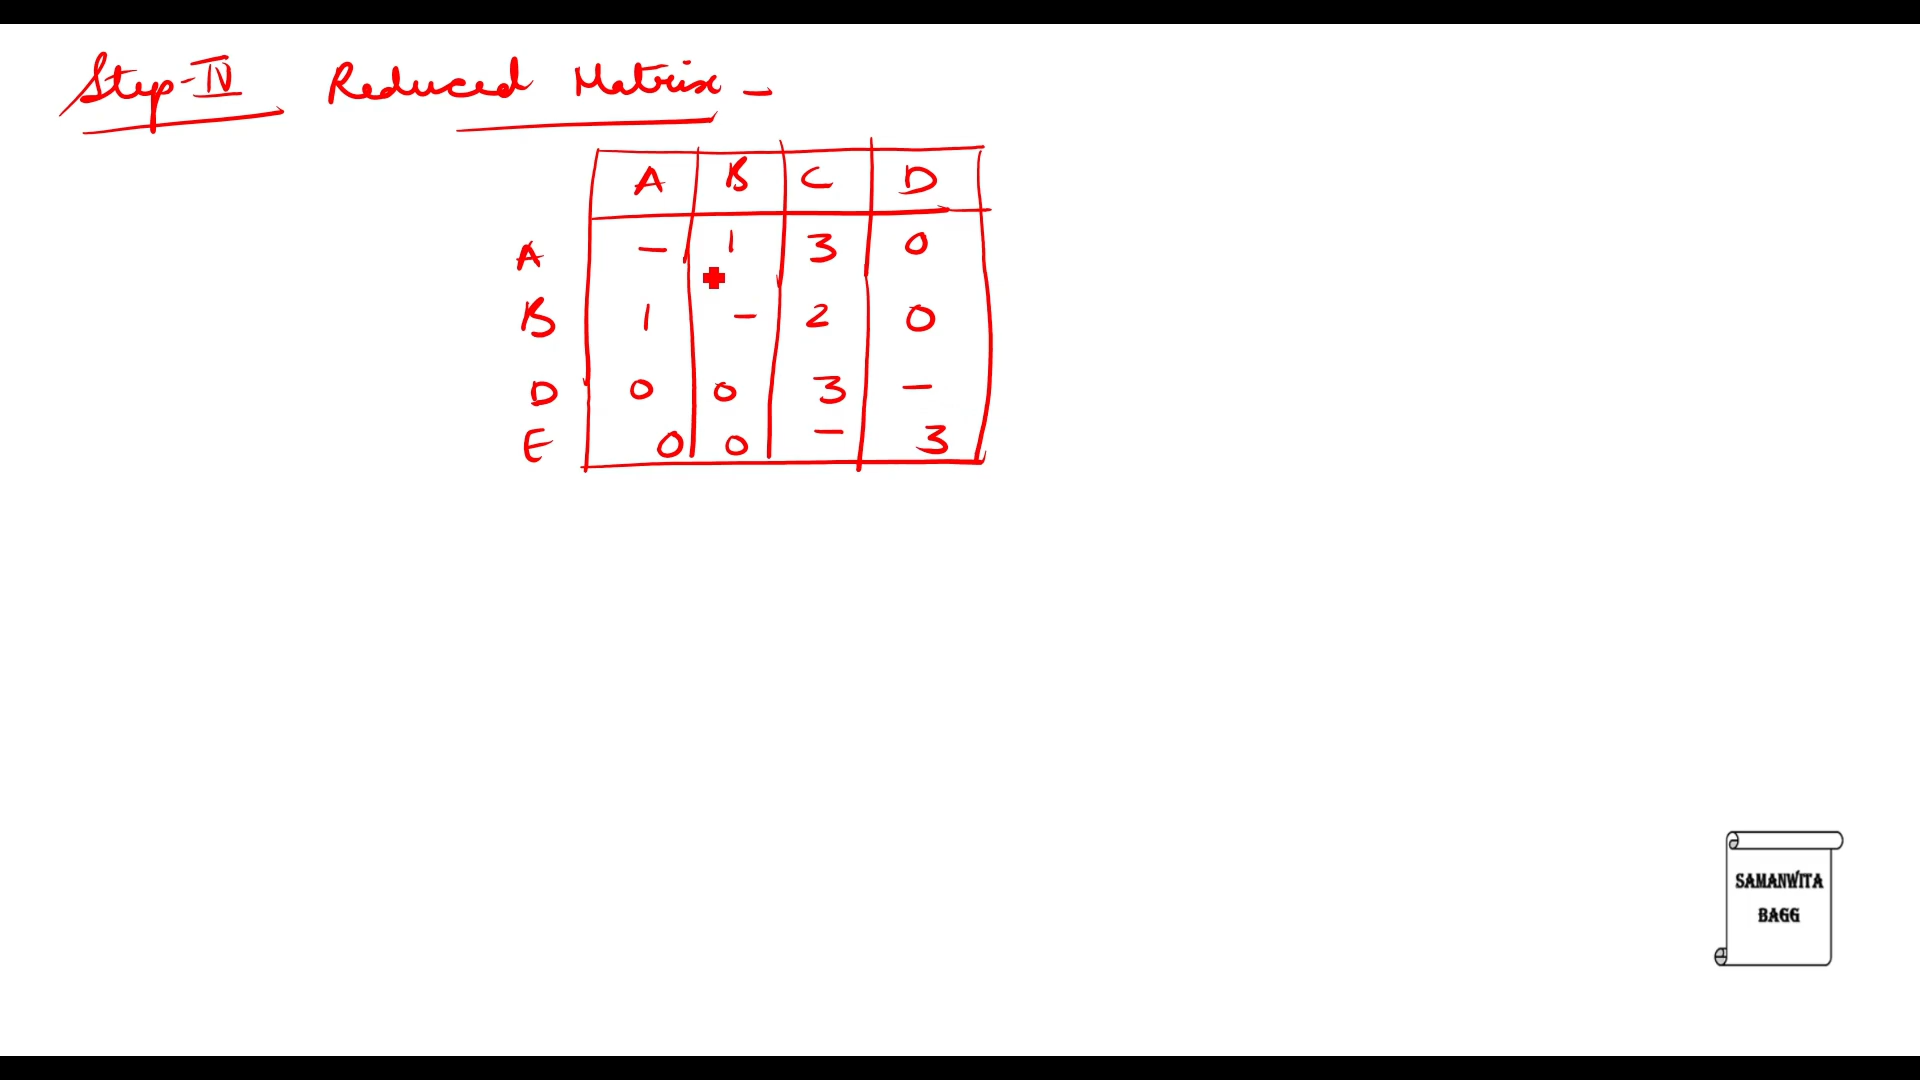 Step-IV Reduced Matrix -
A B C D
A - 1 3 0
B 1 - 2 0
D 0 0 3 -
E 0 0 - 3
SAMANWITA
BAGG